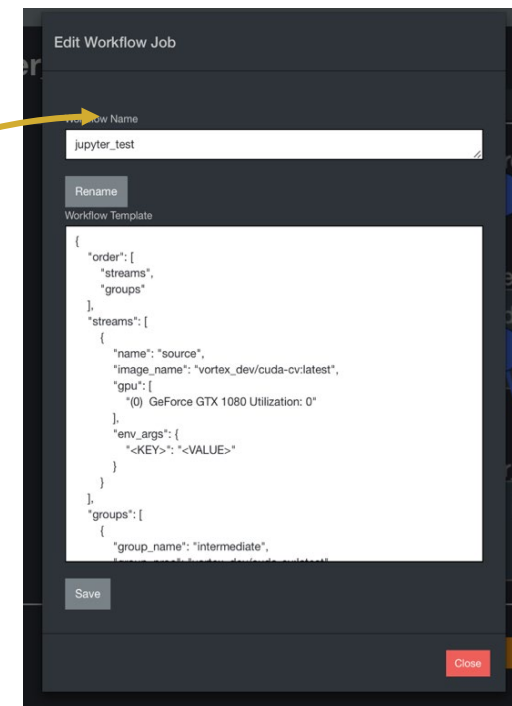 Edit Workflow Job
er_
Workflow Name
jupyter_test
Rename
Workflow Template
{
"order": [
"streams",
"groups"
],
"streams": [
{
"name": "source",
"image_name": "vortex_dev/cuda-cv:latest",
"gpu": [
"(0)  GeForce GTX 1080 Utilization: 0"
],
"env_args": {
"<KEY>": "<VALUE>"
}
}
],
"groups": [
{
"group_name": "intermediate",
Save
Close